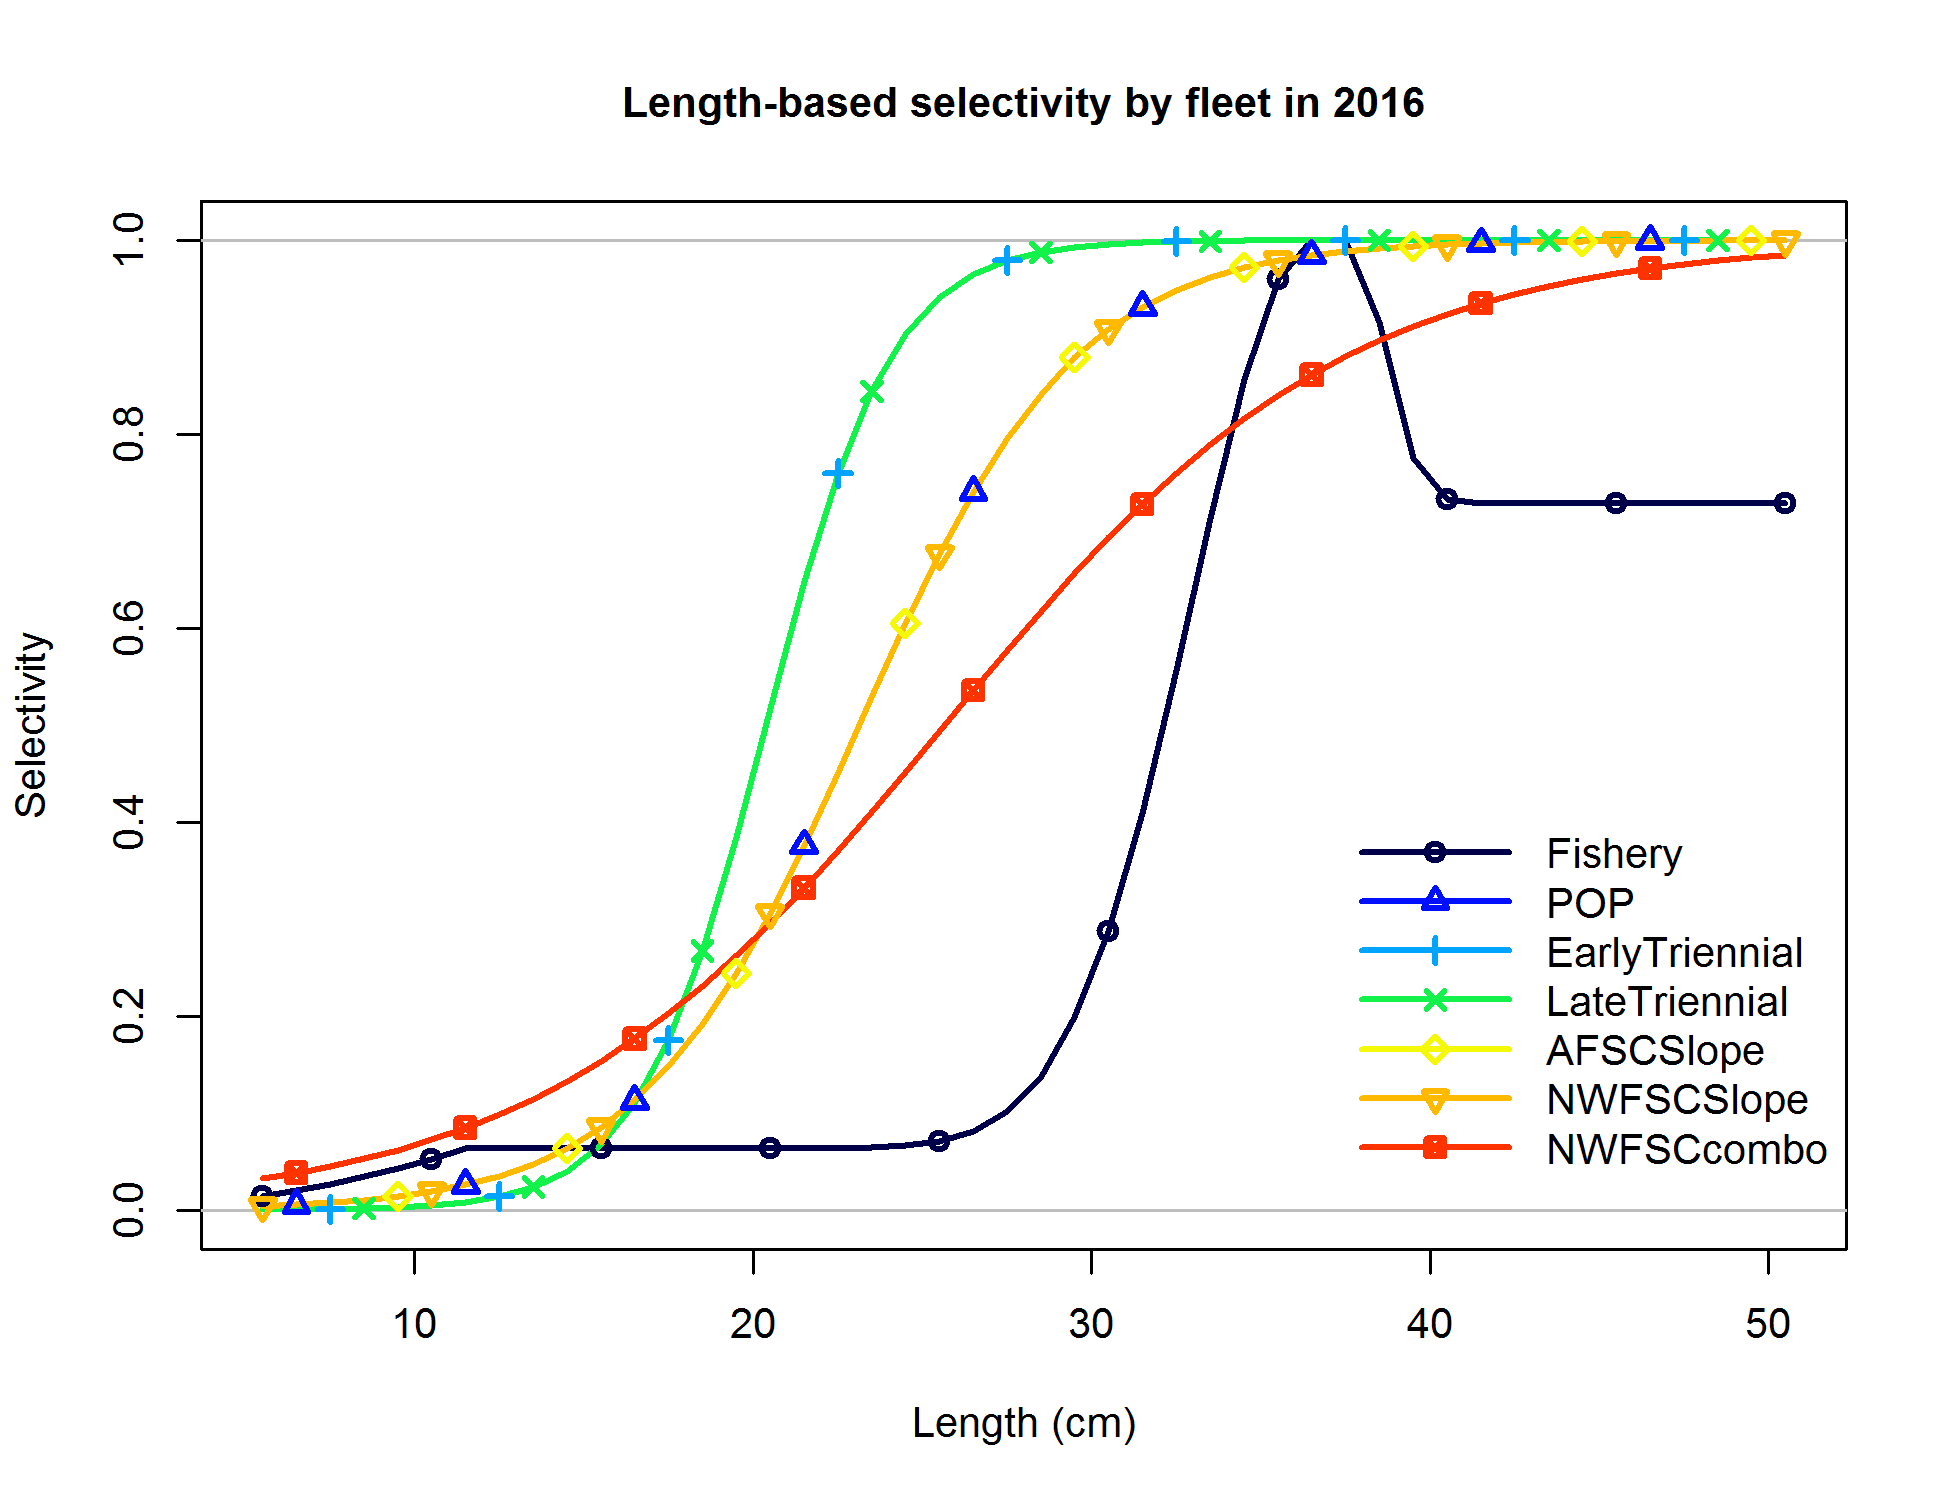 Length-based selectivity by fleet in 2016
Selectivity
1.0
0.8
0.6
0.4
0.2
0.0
Fishery
POP
EarlyTriennial
LateTriennial
AFSCSlope
NWFSCSlope
NWFSCcombo
10 20 30 40 50
Length (cm)